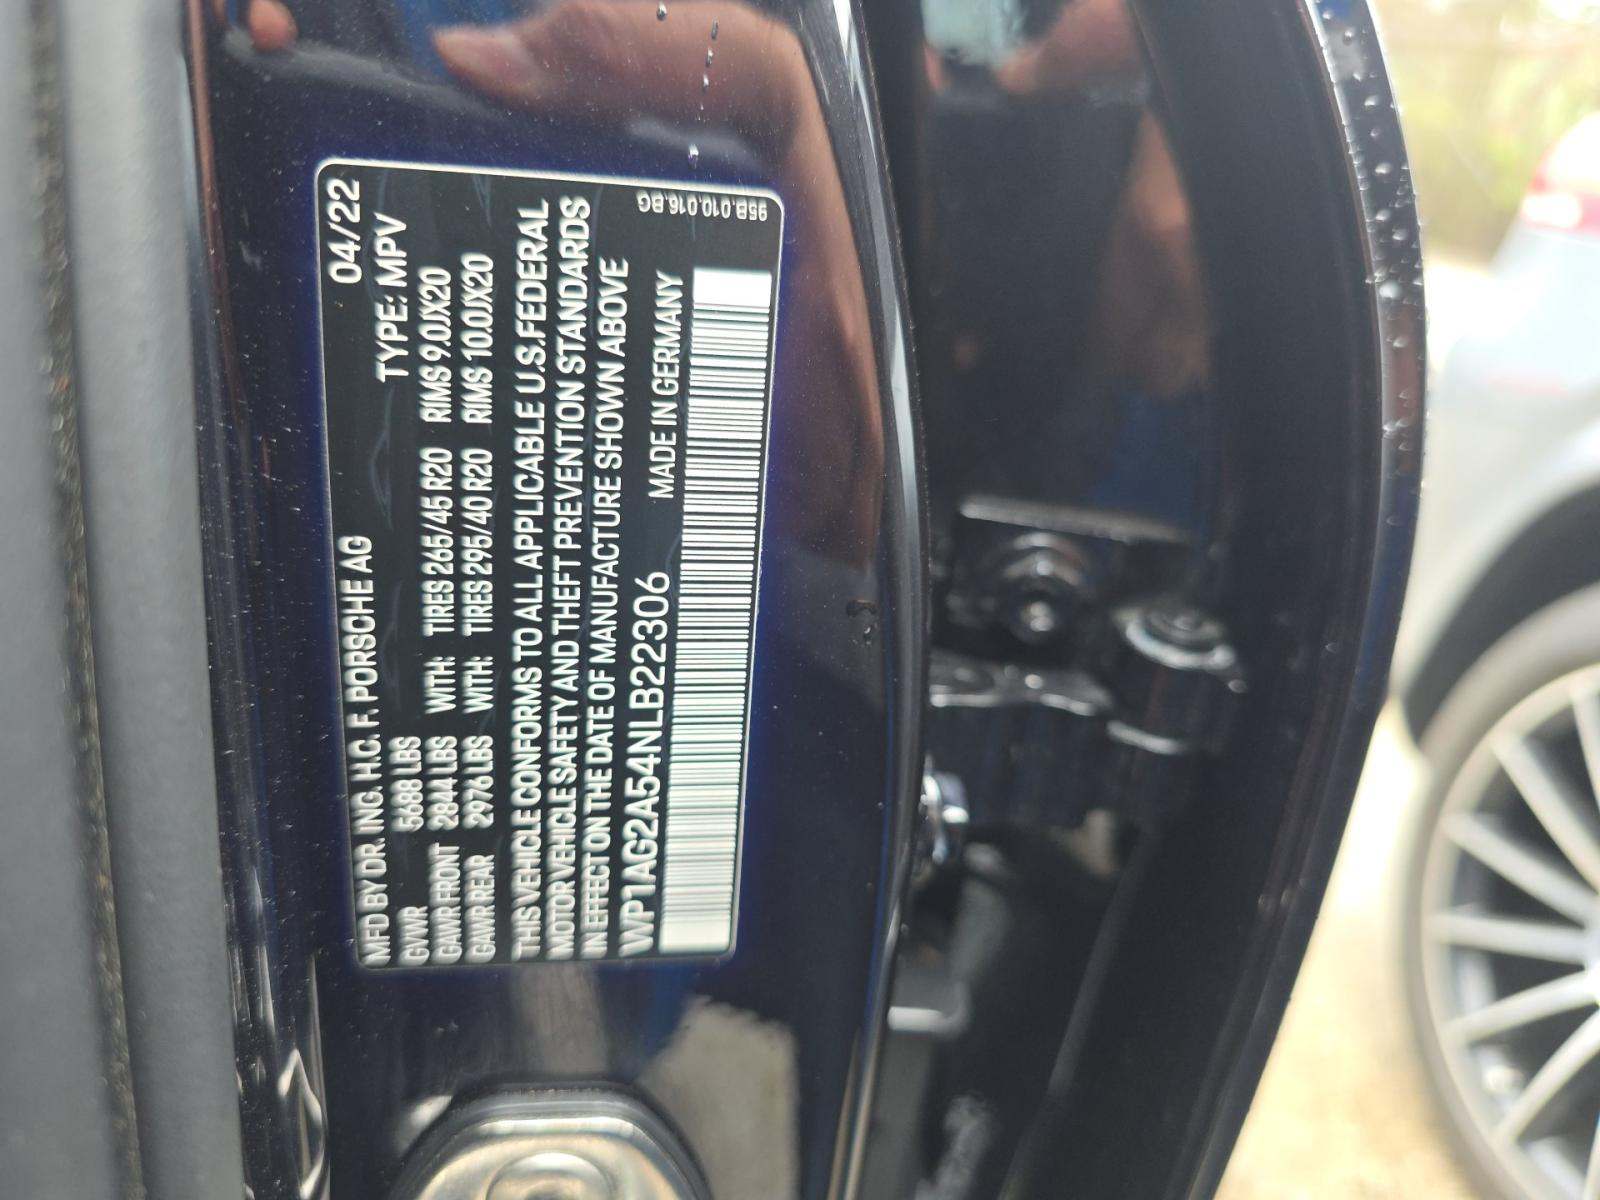 MFD BY DR. ING. H.C. F. PORSCHE AG 04/22
GVWR 5688 LBS TYPE: MPV
GAWR FRONT 2844 LBS WITH: TIRES 265/45 R20 RIMS 9.0JX20
GAWR REAR 2976 LBS WITH: TIRES 295/40 R20 RIMS 10.0JX20
THIS VEHICLE CONFORMS TO ALL APPLICABLE U.S.FEDERAL
MOTOR VEHICLE SAFETY AND THEFT PREVENTION STANDARDS
IN EFFECT ON THE DATE OF MANUFACTURE SHOWN ABOVE
WP1AG2A54NLB22306 MADE IN GERMANY
95B.010.016.BG